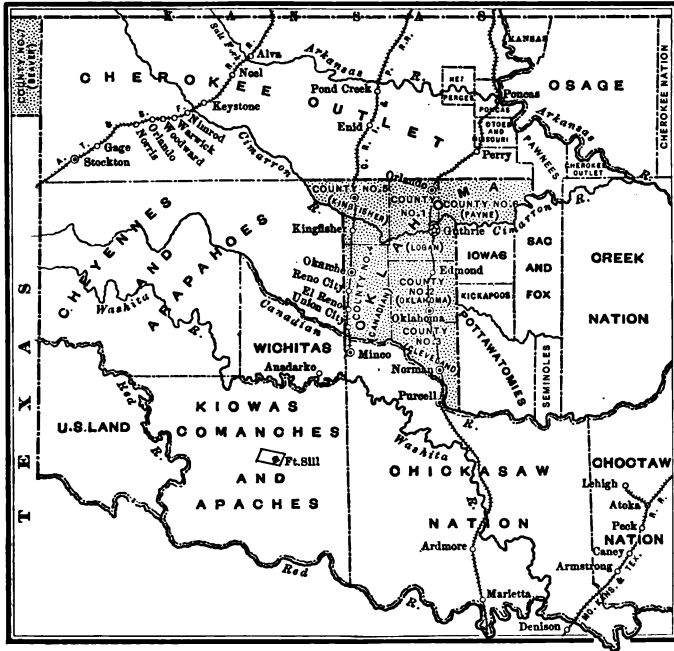 KANSAS
COUNTY NO. 7
(BEAVER)
Salt Fork
Alva
Arkansas
R.
R.R.
KANSAS
CHEROKEE OUTLET
Noel
Pond Creek
NEZ
PERCES
Poncas
OSAGE
CHEROKEE NATION
Keystone
PONCAS
OTOES AND
MISSOURI
Arkansas
R.
Nimrod
Warwick
Woodward
Orlando
Norris
Enid
C. R. I. & P.
A. T. & S. F.
Gage
Stockton
Cimarron
R.
Perry
PAWNEES
CHEROKEE
OUTLET
Orlando
OKLAHOMA
COUNTY NO. 5
(KINGFISHER)
COUNTY
NO. 1
(LOGAN)
COUNTY NO. 6
(PAYNE)
Cimarron
R.
Kingfisher
Guthrie
CHEYENNES
AND
ARAPAHOES
IOWAS
SAC
AND
FOX
CREEK
NATION
Okarche
Reno City
El Reno
Union City
COUNTY NO. 4
(CANADIAN)
Edmond
COUNTY
NO. 2
(OKLAHOMA)
KICKAPOOS
Washita
R.
Canadian
Oklahoma
COUNTY
NO. 3
(CLEVELAND)
WICHITAS
Minco
POTTAWATOMIES
SEMINOLES
Anadarko
Norman
Purcell
R.
TEXAS
Red
R.
U.S. LAND
KIOWAS
COMANCHES
AND
APACHES
Ft. Sill
Washita
R.
CHICKASAW
NATION
CHOCTAW
NATION
Lehigh
Atoka
Peck
R.R.
Ardmore
Caney
Armstrong
MO. KANS. & TEX.
Red
R.
Marietta
Denison